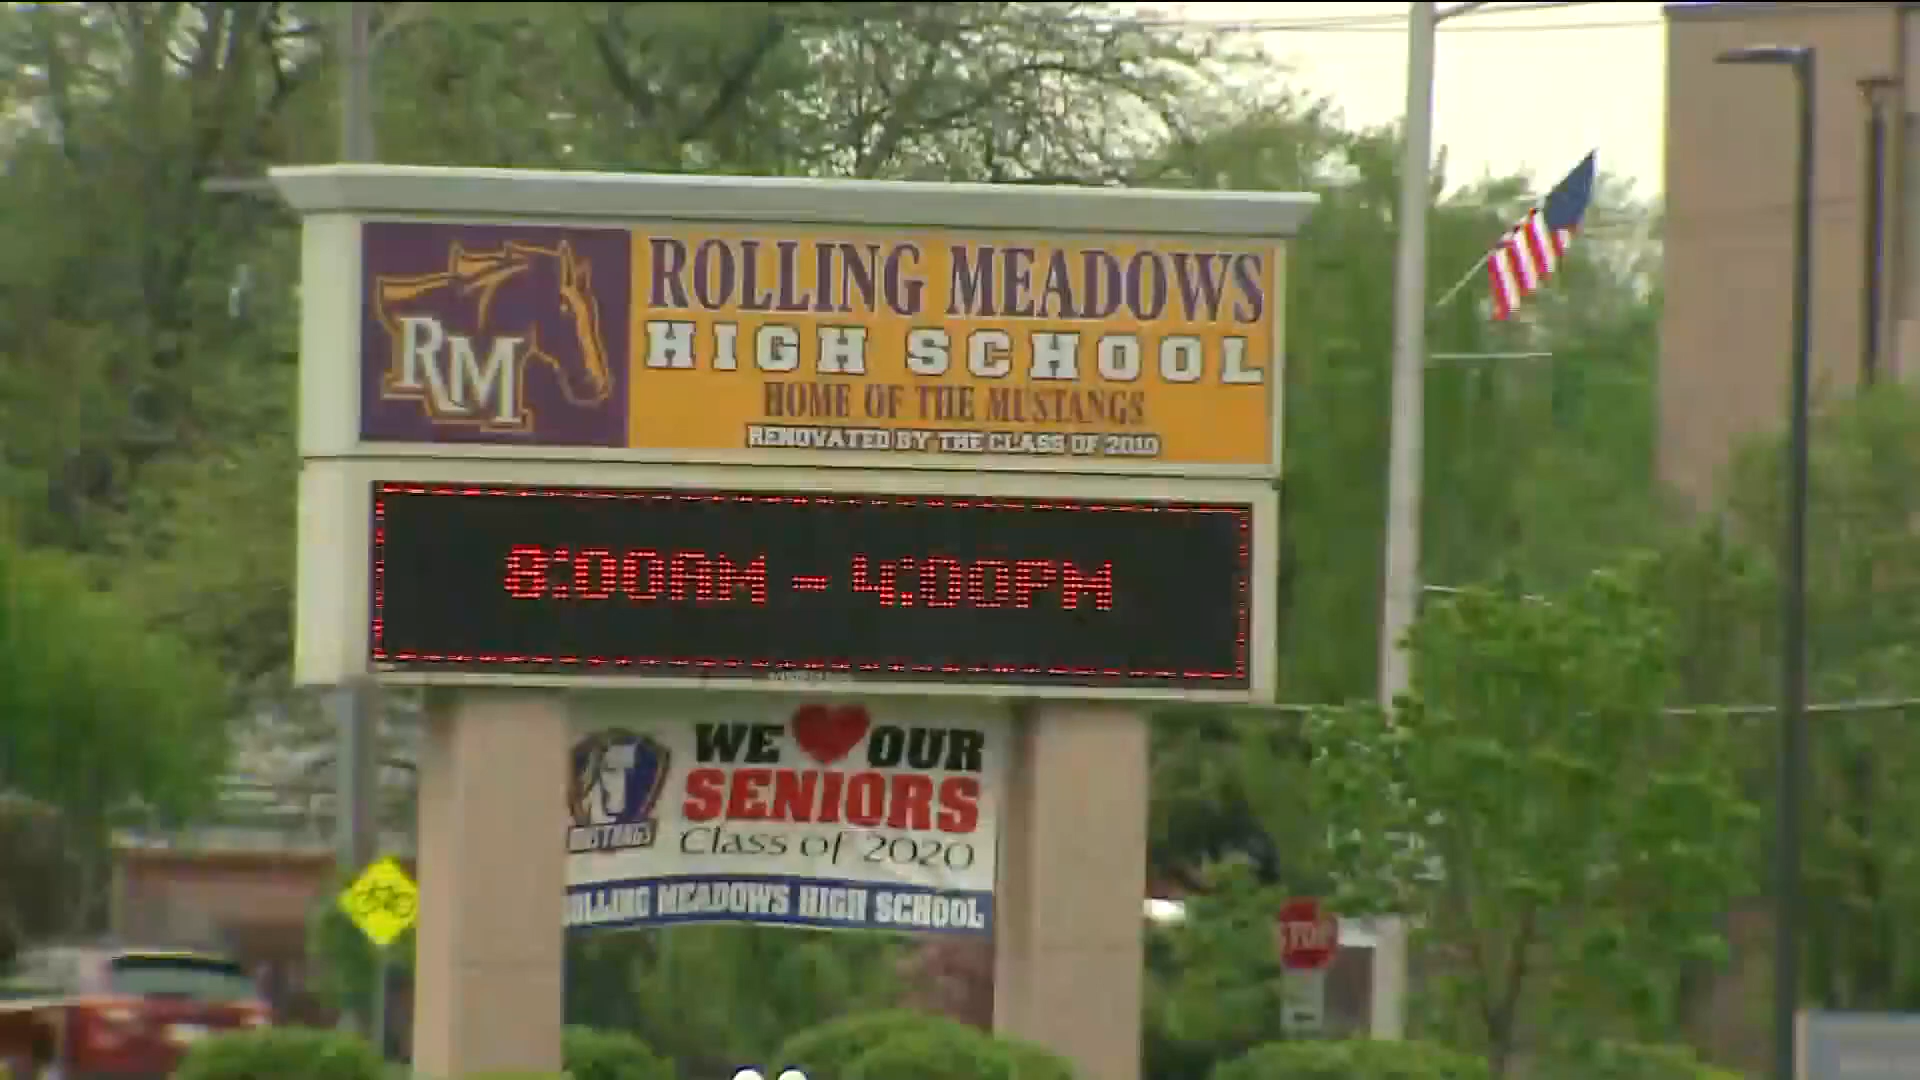 RM
ROLLING MEADOWS
HIGH SCHOOL
HOME OF THE MUSTANGS
RENOVATED BY THE CLASS OF 2010
8:00AM - 4:00PM
WE OUR
SENIORS
Class of 2020
MUSTANGS
ROLLING MEADOWS HIGH SCHOOL
STOP